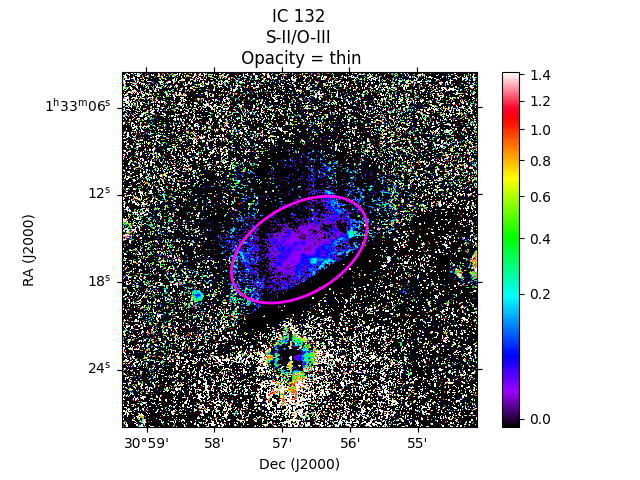 IC 132
S-II/O-III
Opacity = thin
1ʰ33ᵐ06ˢ
12ˢ
18ˢ
24ˢ
RA (J2000)
30°59'
58'
57'
56'
55'
Dec (J2000)
1.4
1.2
1.0
0.8
0.6
0.4
0.2
0.0